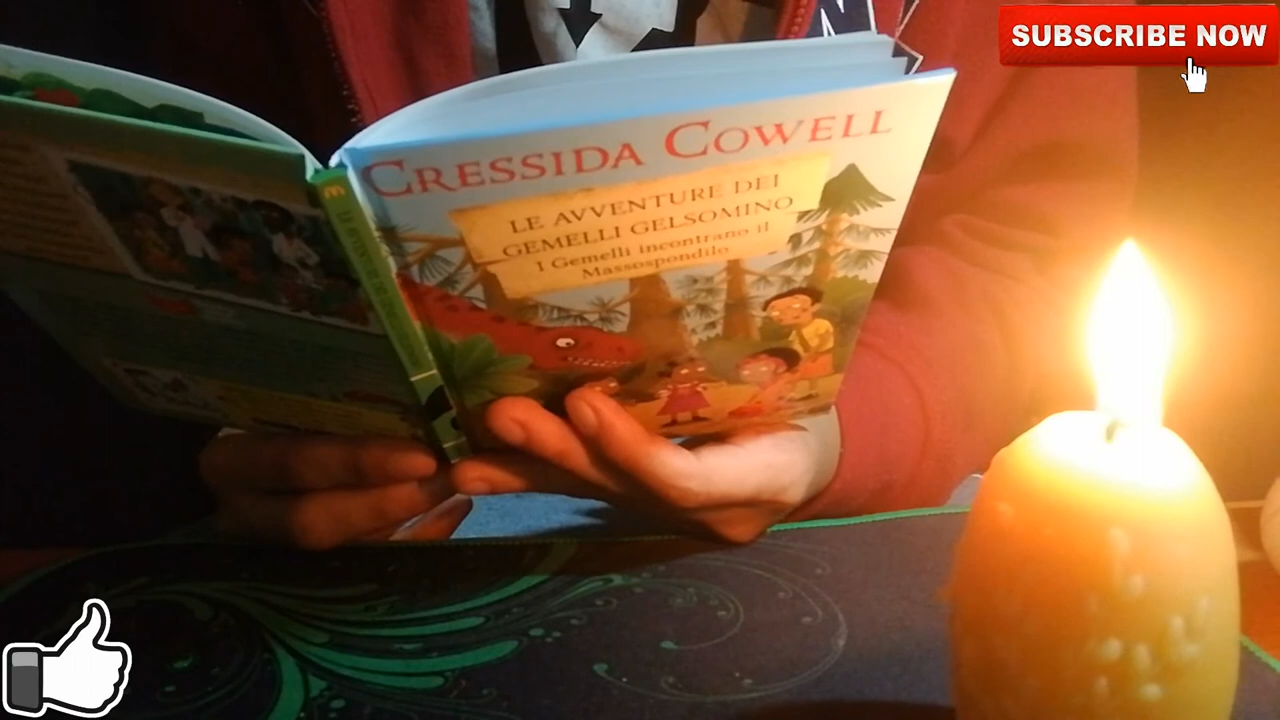 SUBSCRIBE NOW
CRESSIDA COWELL
LE AVVENTURE DEI
GEMELLI GELSOMINO
I Gemelli incontrano il
Massospondilo